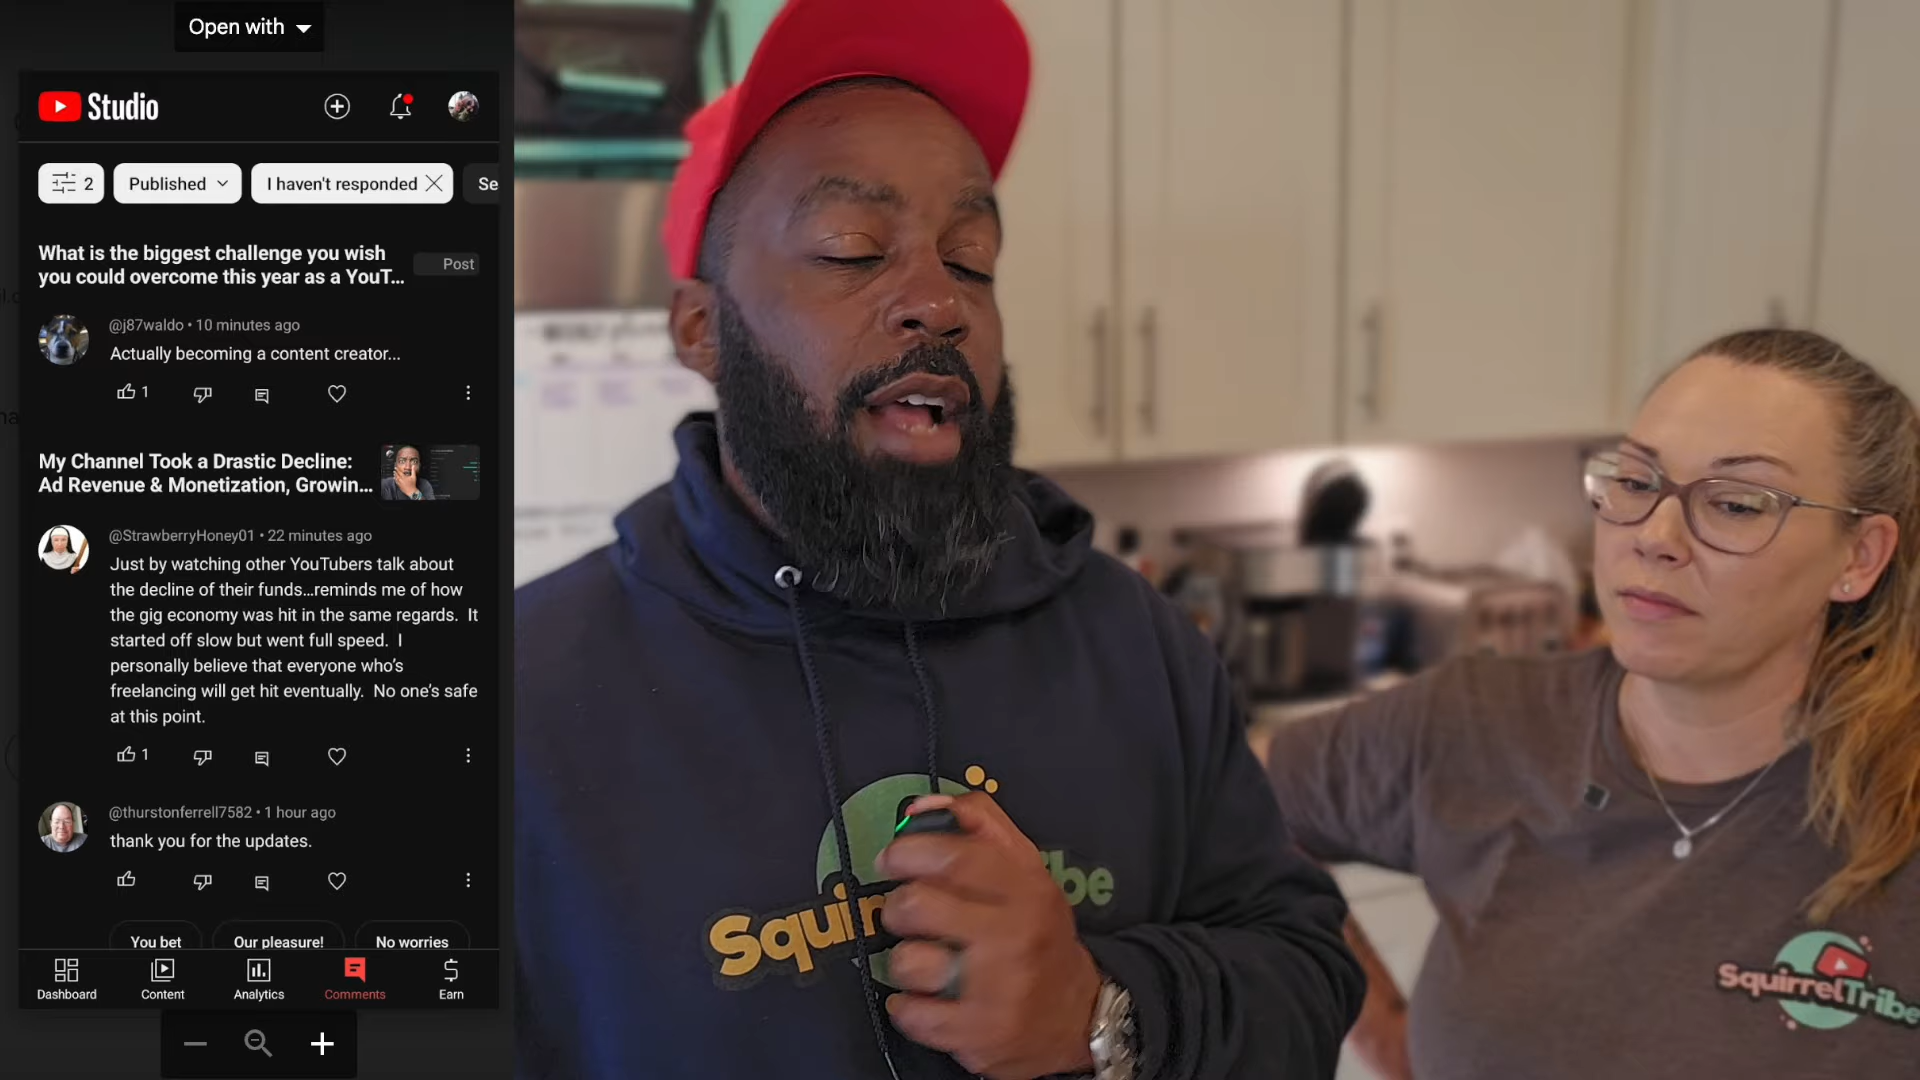 Open with
Studio
2
Published
I haven't responded
Se
What is the biggest challenge you wish
you could overcome this year as a YouT...
Post
@j87waldo • 10 minutes ago
Actually becoming a content creator...
1
My Channel Took a Drastic Decline:
Ad Revenue & Monetization, Growin...
@StrawberryHoney01 • 22 minutes ago
Just by watching other YouTubers talk about
the decline of their funds...reminds me of how
the gig economy was hit in the same regards. It
started off slow but went full speed. I
personally believe that everyone who's
freelancing will get hit eventually. No one's safe
at this point.
1
@thurstonferrell7582 • 1 hour ago
thank you for the updates.
You bet
Our pleasure!
No worries
Dashboard
Content
Analytics
Comments
Earn
Squir
be
SquirrelTribe